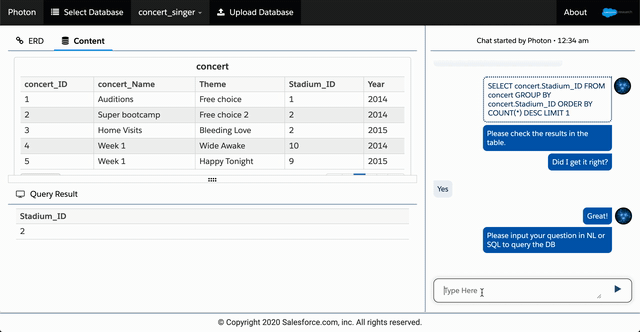 Photon Select Database concert_singer Upload Database About salesforce
ERD Content
concert
concert_ID concert_Name Theme Stadium_ID Year
1 Auditions Free choice 1 2014
2 Super bootcamp Free choice 2 2 2014
3 Home Visits Bleeding Love 2 2015
4 Week 1 Wide Awake 10 2014
5 Week 1 Happy Tonight 9 2015
Query Result
Stadium_ID
2
Chat started by Photon • 12:34 am
SELECT concert.Stadium_ID FROM
concert GROUP BY
concert.Stadium_ID ORDER BY
COUNT(*) DESC LIMIT 1
Please check the results in the
table.
Did I get it right?
Yes
Great!
Please input your question in NL or
SQL to query the DB
Type Here
© Copyright 2020 Salesforce.com, inc. All rights reserved.